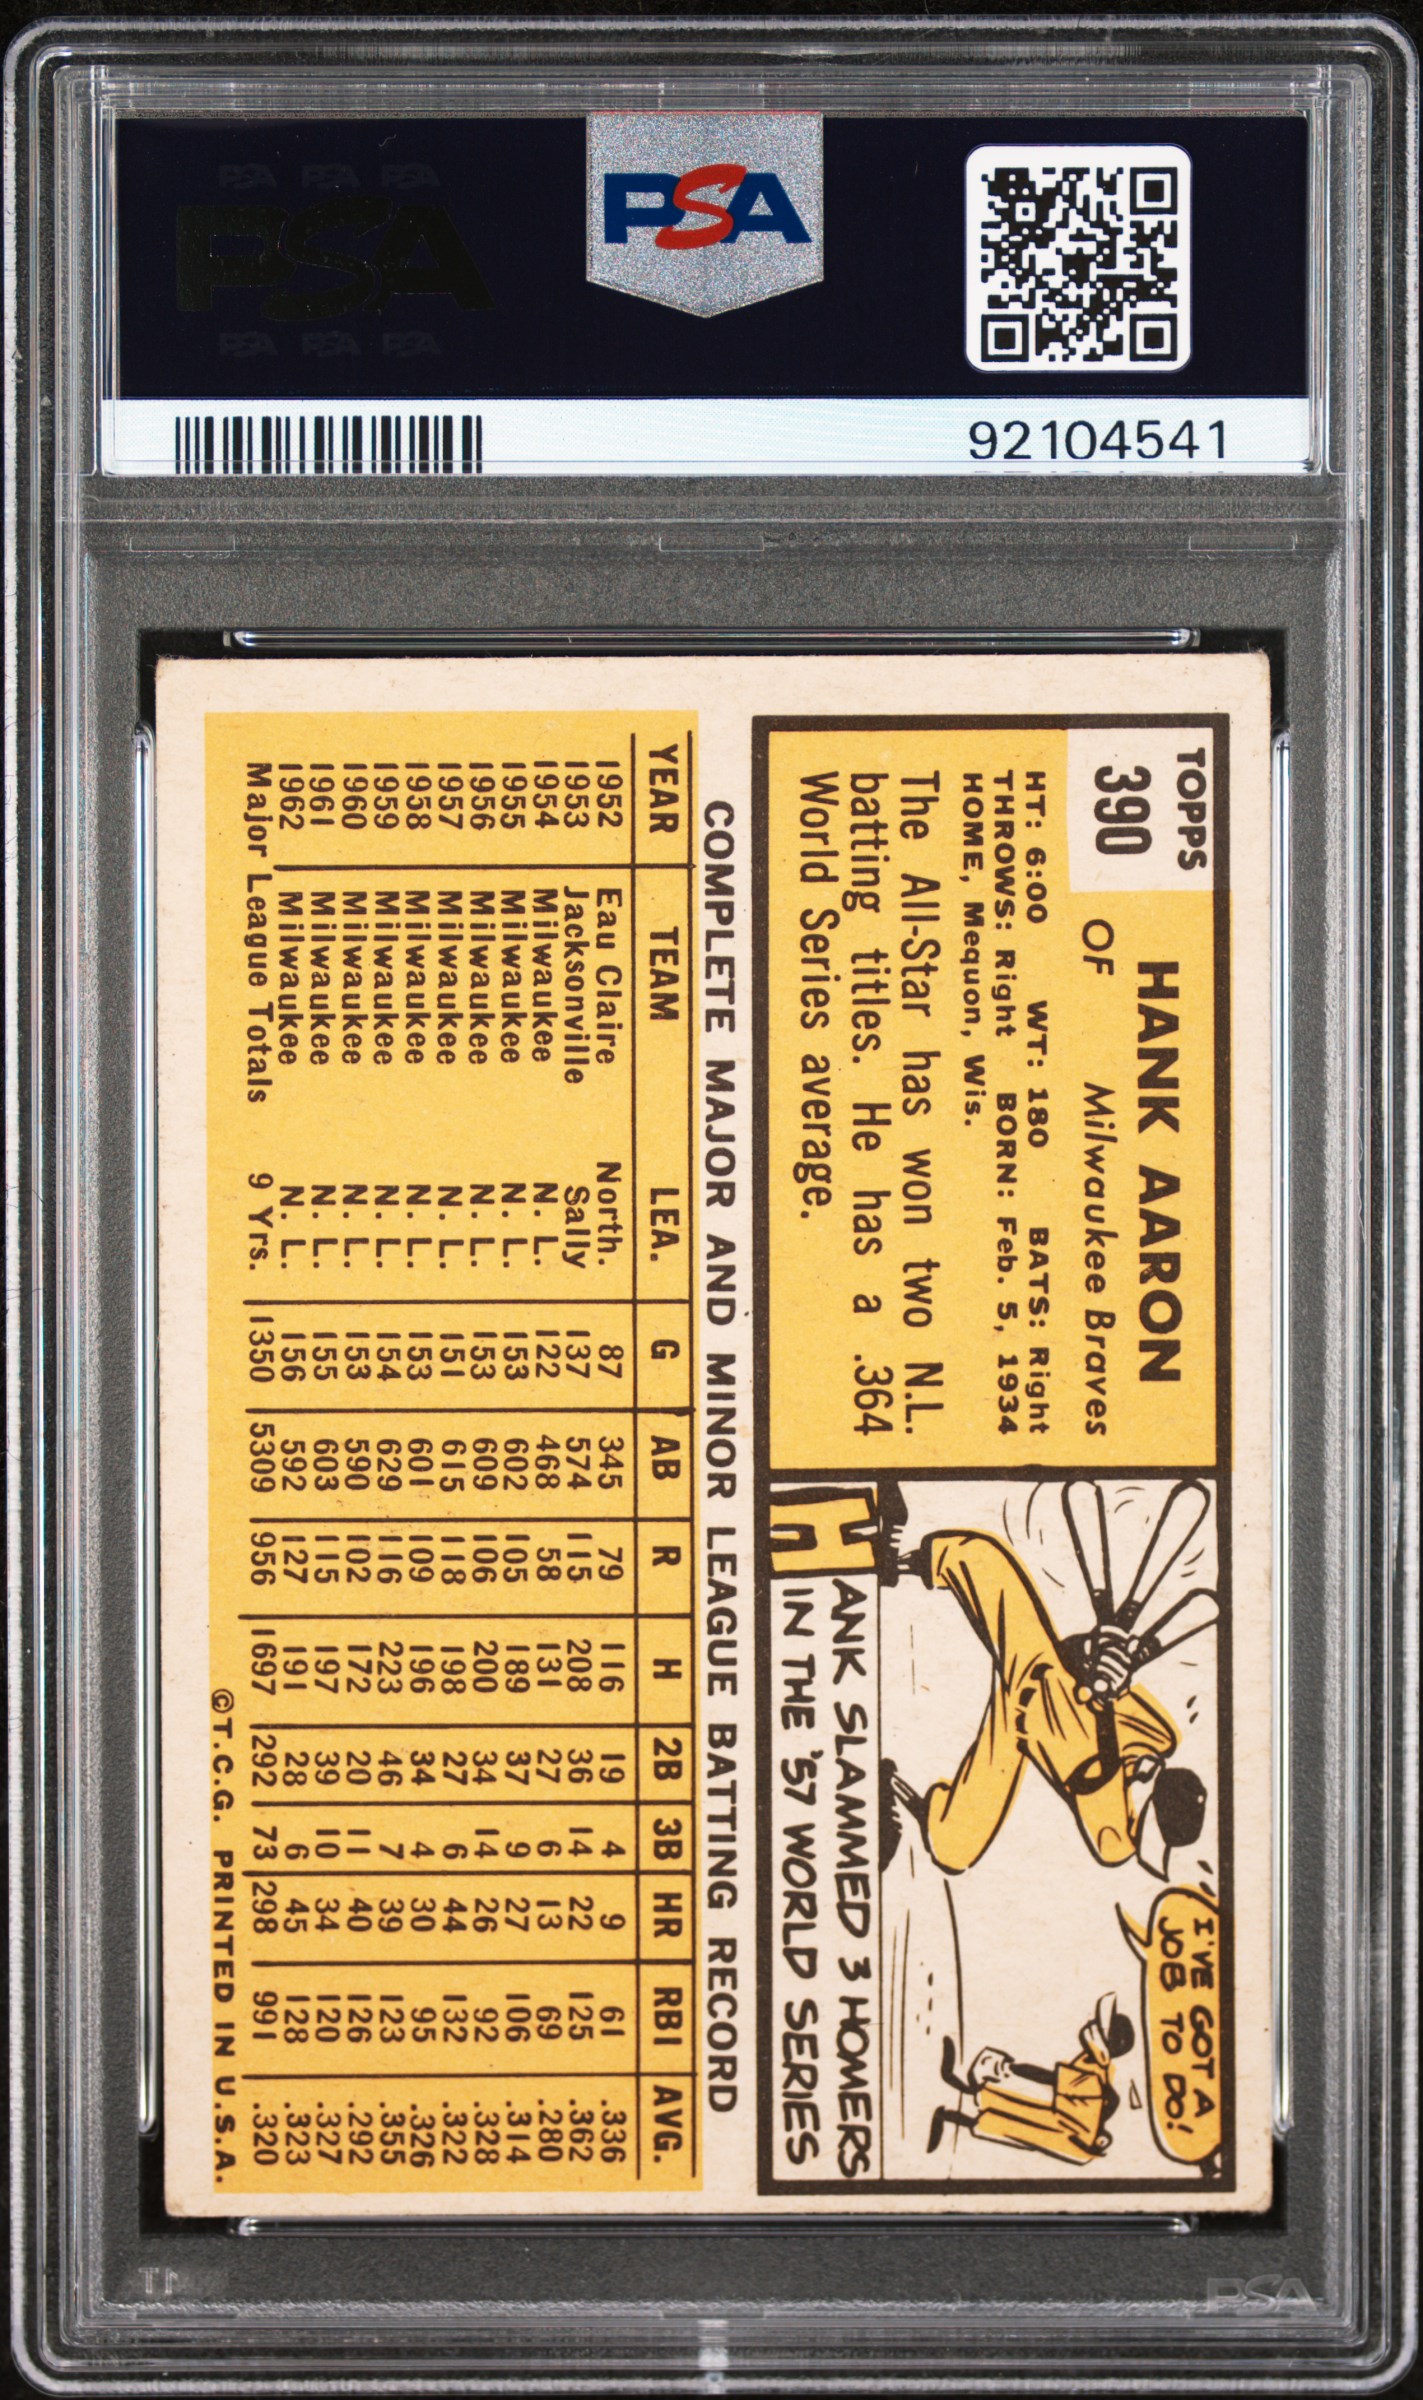 PSA PSA PSA
PSA
PSA PSA PSA
PSA
92104541
TOPPS
390
HANK AARON
OF Milwaukee Braves
HT: 6:00 WT: 180 BATS: Right
THROWS: Right BORN: Feb. 5, 1934
HOME, Mequon, Wis.
The All-Star has won two N.L.
batting titles. He has a .364
World Series average.
"I'VE GOT A
JOB TO DO!
HANK SLAMMED 3 HOMERS
IN THE '57 WORLD SERIES
COMPLETE MAJOR AND MINOR LEAGUE BATTING RECORD
YEAR TEAM LEA. G AB R H 2B 3B HR RBI AVG.
1952 Eau Claire North. 87 345 79 116 19 4 9 61 .336
1953 Jacksonville Sally 137 574 115 208 36 14 22 125 .362
1954 Milwaukee N. L. 122 468 58 131 27 6 13 69 .280
1955 Milwaukee N. L. 153 602 105 189 37 9 27 106 .314
1956 Milwaukee N. L. 153 609 106 200 34 14 26 92 .328
1957 Milwaukee N. L. 151 615 118 198 27 6 44 132 .322
1958 Milwaukee N. L. 153 601 109 196 34 4 30 95 .326
1959 Milwaukee N. L. 154 629 116 223 46 7 39 123 .355
1960 Milwaukee N. L. 153 590 102 172 20 11 40 126 .292
1961 Milwaukee N. L. 155 603 115 197 39 10 34 120 .327
1962 Milwaukee N. L. 156 592 127 191 28 6 45 128 .323
Major League Totals 9 Yrs. 1350 5309 956 1697 292 73 298 991 .320
©T.C.G. PRINTED IN U.S.A.
PSA